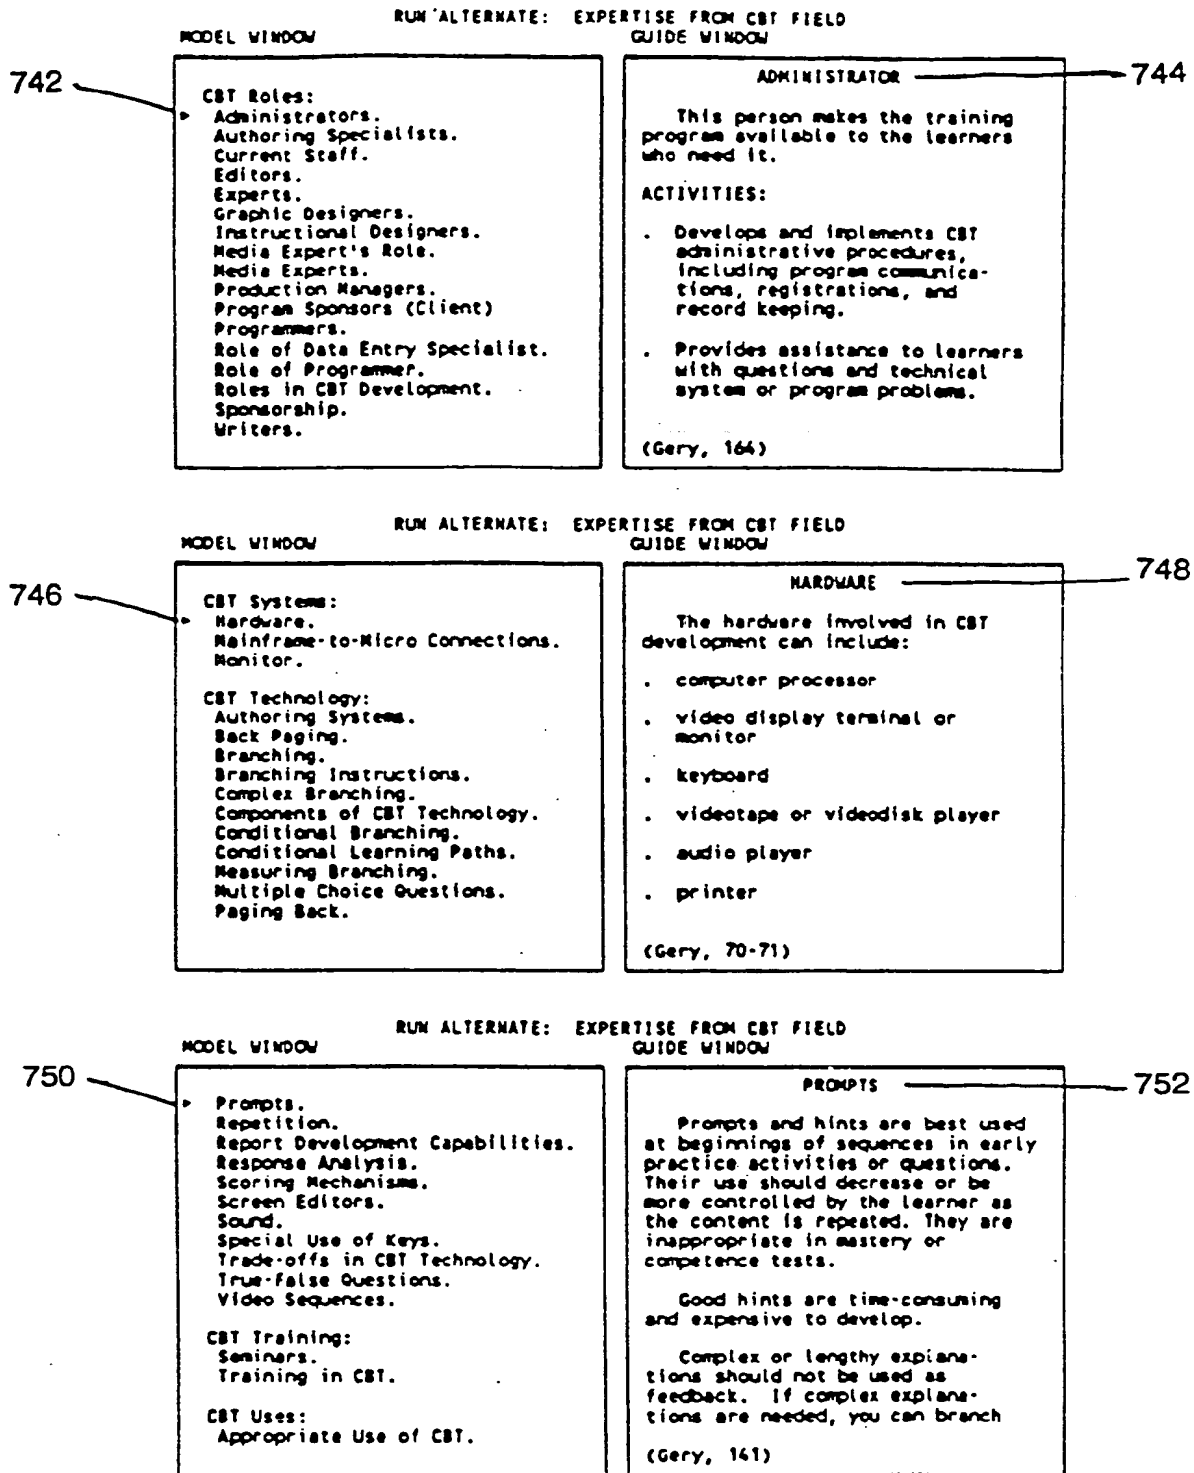 RUN ALTERNATE: EXPERTISE FROM CBT FIELD
MODEL WINDOW
GUIDE WINDOW
742
CBT Roles:
Administrators.
Authoring Specialists.
Current Staff.
Editors.
Experts.
Graphic Designers.
Instructional Designers.
Media Expert's Role.
Media Experts.
Production Managers.
Program Sponsors (Client)
Programmers.
Role of Data Entry Specialist.
Role of Programmer.
Roles in CBT Development.
Sponsorship.
Writers.
ADMINISTRATOR
744
This person makes the training
program available to the learners
who need it.
ACTIVITIES:
. Develops and implements CBT
administrative procedures,
including program communica-
tions, registrations, and
record keeping.
. Provides assistance to learners
with questions and technical
system or program problems.
(Gery, 164)
RUN ALTERNATE: EXPERTISE FROM CBT FIELD
MODEL WINDOW
GUIDE WINDOW
746
CBT Systems:
Hardware.
Mainframe-to-Micro Connections.
Monitor.
CBT Technology:
Authoring Systems.
Back Paging.
Branching.
Branching Instructions.
Complex Branching.
Components of CBT Technology.
Conditional Branching.
Conditional Learning Paths.
Measuring Branching.
Multiple Choice Questions.
Paging Back.
HARDWARE
748
The hardware involved in CBT
development can include:
. computer processor
. video display terminal or
monitor
. keyboard
. videotape or videodisk player
. audio player
. printer
(Gery, 70-71)
RUN ALTERNATE: EXPERTISE FROM CBT FIELD
MODEL WINDOW
GUIDE WINDOW
750
Prompts.
Repetition.
Report Development Capabilities.
Response Analysis.
Scoring Mechanisms.
Screen Editors.
Sound.
Special Use of Keys.
Trade-offs in CBT Technology.
True-False Questions.
Video Sequences.
CBT Training:
Seminars.
Training in CBT.
CBT Uses:
Appropriate Use of CBT.
PROMPTS
752
Prompts and hints are best used
at beginnings of sequences in early
practice activities or questions.
Their use should decrease or be
more controlled by the learner as
the content is repeated. They are
inappropriate in mastery or
competence tests.
Good hints are time-consuming
and expensive to develop.
Complex or lengthy explana-
tions should not be used as
feedback. If complex explana-
tions are needed, you can branch
(Gery, 141)